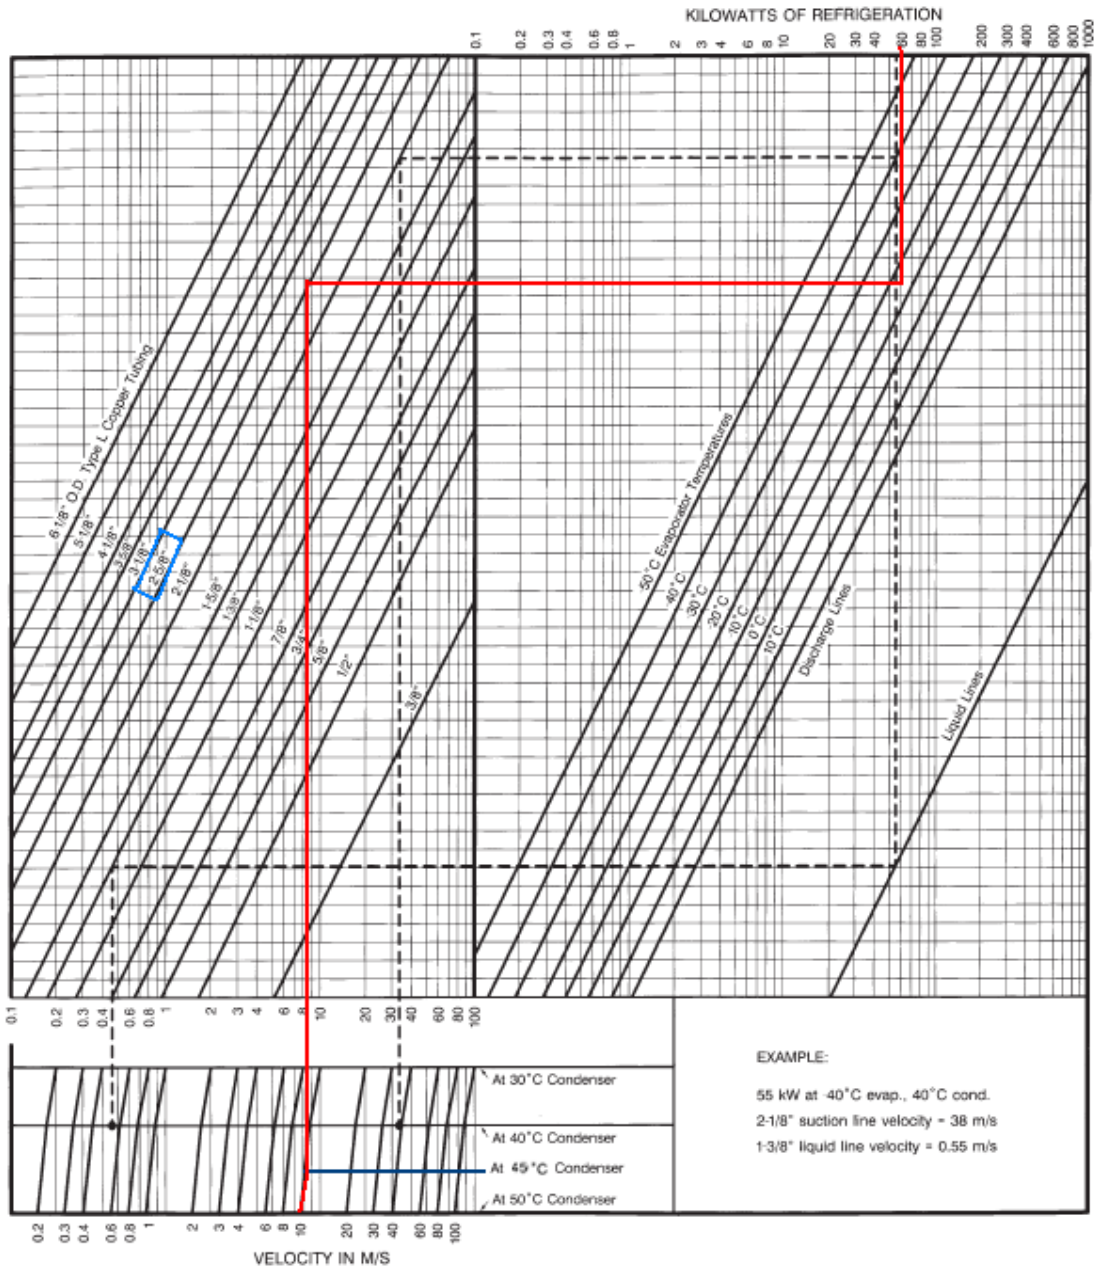 KILOWATTS OF REFRIGERATION
0.1 0.2 0.3 0.4 0.6 0.8 1 2 3 4 6 8 10 20 30 40 60 100 200 300 400 600 800 1000
6-1/8" O.D. Type L Copper Tubing
5-1/8"
4-1/8"
3-5/8"
3-1/8"
2-5/8"
2-1/8"
1-5/8"
1-3/8"
1-1/8"
7/8"
3/4"
5/8"
1/2"
3/8"
-50°C Evaporator Temperatures
-40°C
-30°C
-20°C
-10°C
0°C
10°C
Discharge Lines
Liquid Lines
0.1 0.2 0.3 0.4 0.6 0.8 1 2 3 4 6 8 10 20 30 40 60 80 100
At 30°C Condenser
At 40°C Condenser
At 45°C Condenser
At 50°C Condenser
0.2 0.3 0.4 0.6 0.8 1 2 3 4 6 8 10 20 30 40 60 80 100
VELOCITY IN M/S
EXAMPLE:
55 kW at -40°C evap., 40°C cond.
2-1/8" suction line velocity = 38 m/s
1-3/8" liquid line velocity = 0.55 m/s